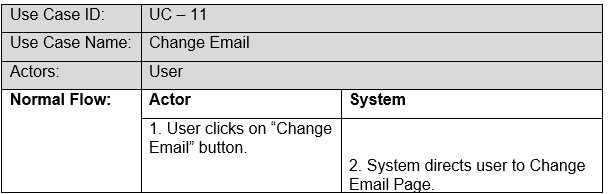 Use Case ID: UC – 11
Use Case Name: Change Email
Actors: User
Normal Flow: Actor System
1. User clicks on “Change
Email” button.
2. System directs user to Change
Email Page.